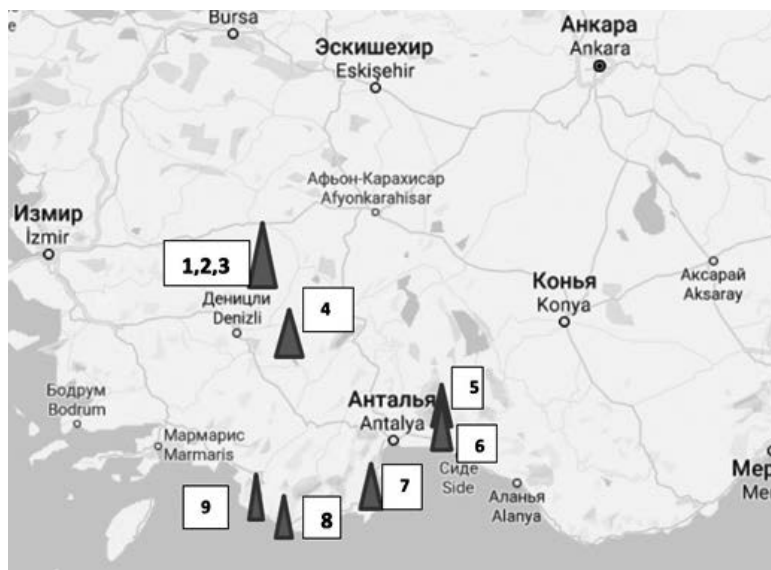 Bursa
Эскишехир
Eskişehir
Анкара
Ankara
Афьон-Карахисар
Afyonkarahisar
Измир
İzmir
1,2,3
Конья
Konya
Аксарай
Aksaray
Деницли
Denizli
4
Бодрум
Bodrum
Анталья
Antalya
5
6
Мармарис
Marmaris
Сиде
Side
Аланья
Alanya
Мер
Me
7
8
9